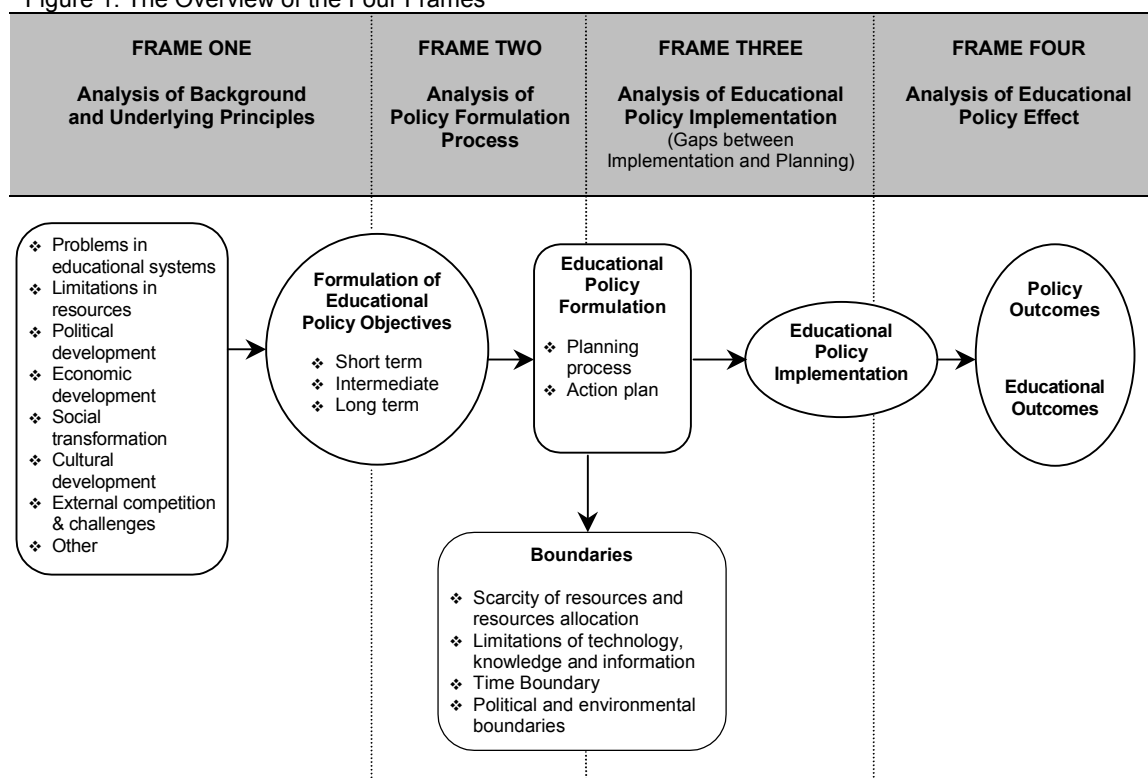 Figure 1: The Overview of the Four Frames
FRAME ONE
Analysis of Background
and Underlying Principles
FRAME TWO
Analysis of
Policy Formulation
Process
FRAME THREE
Analysis of Educational
Policy Implementation
(Gaps between
Implementation and Planning)
FRAME FOUR
Analysis of Educational
Policy Effect
❖ Problems in
educational systems
❖ Limitations in
resources
❖ Political
development
❖ Economic
development
❖ Social
transformation
❖ Cultural
development
❖ External competition
& challenges
❖ Other
Formulation of
Educational
Policy Objectives
❖ Short term
❖ Intermediate
❖ Long term
Educational
Policy
Formulation
❖ Planning
process
❖ Action plan
Educational
Policy
Implementation
Policy
Outcomes
Educational
Outcomes
Boundaries
❖ Scarcity of resources and
resources allocation
❖ Limitations of technology,
knowledge and information
❖ Time Boundary
❖ Political and environmental
boundaries